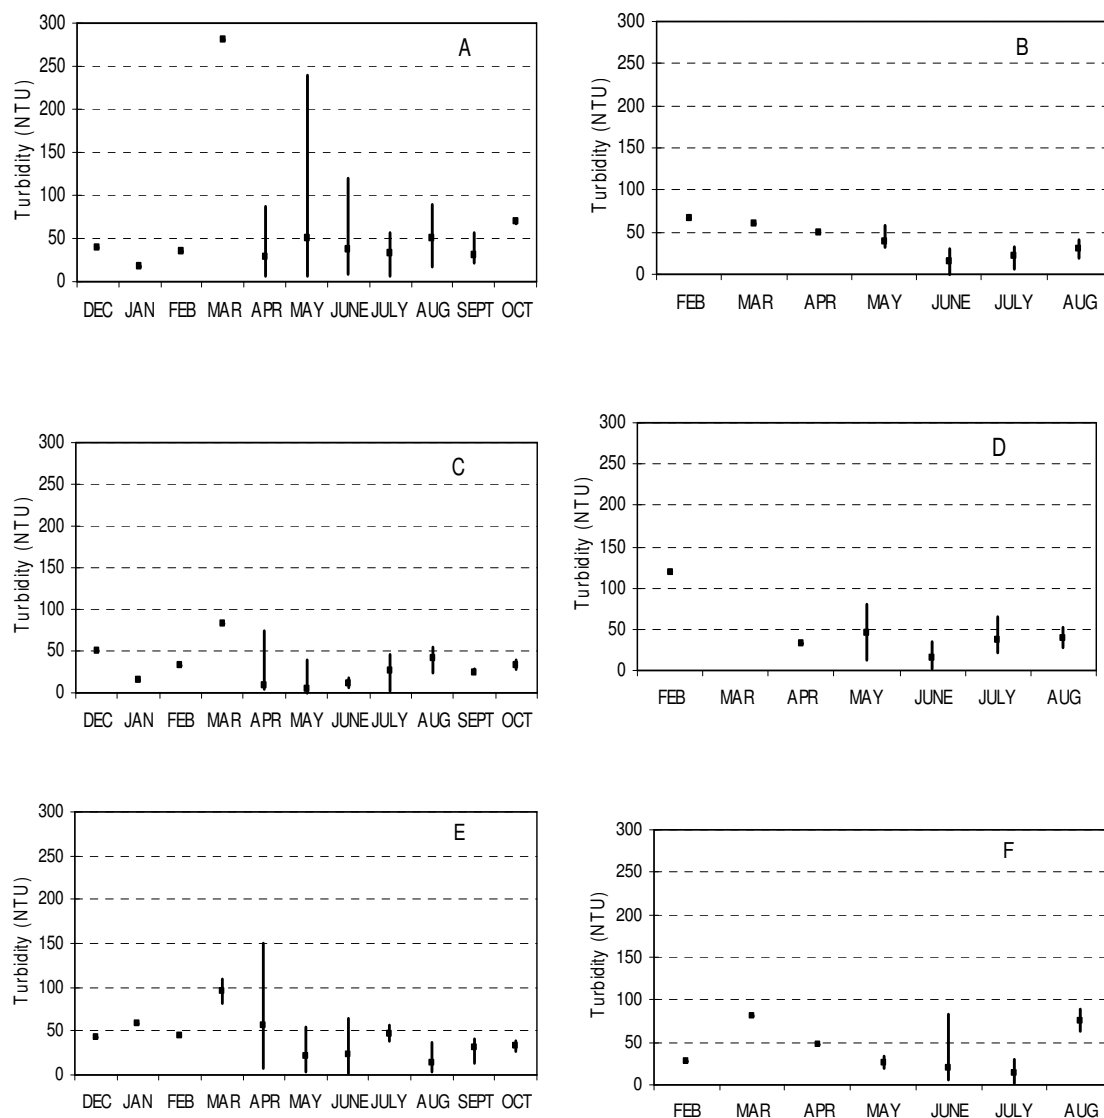 A
Turbidity (NTU)
300
250
200
150
100
50
0
DEC JAN FEB MAR APR MAY JUNE JULY AUG SEPT OCT
B
Turbidity (NTU)
300
250
200
150
100
50
0
FEB MAR APR MAY JUNE JULY AUG
C
Turbidity (NTU)
300
250
200
150
100
50
0
DEC JAN FEB MAR APR MAY JUNE JULY AUG SEPT OCT
D
Turbidity (NTU)
300
250
200
150
100
50
0
FEB MAR APR MAY JUNE JULY AUG
E
Turbidity (NTU)
300
250
200
150
100
50
0
DEC JAN FEB MAR APR MAY JUNE JULY AUG SEPT OCT
F
Turbidity (NTU)
300
250
200
150
100
50
0
FEB MAR APR MAY JUNE JULY AUG